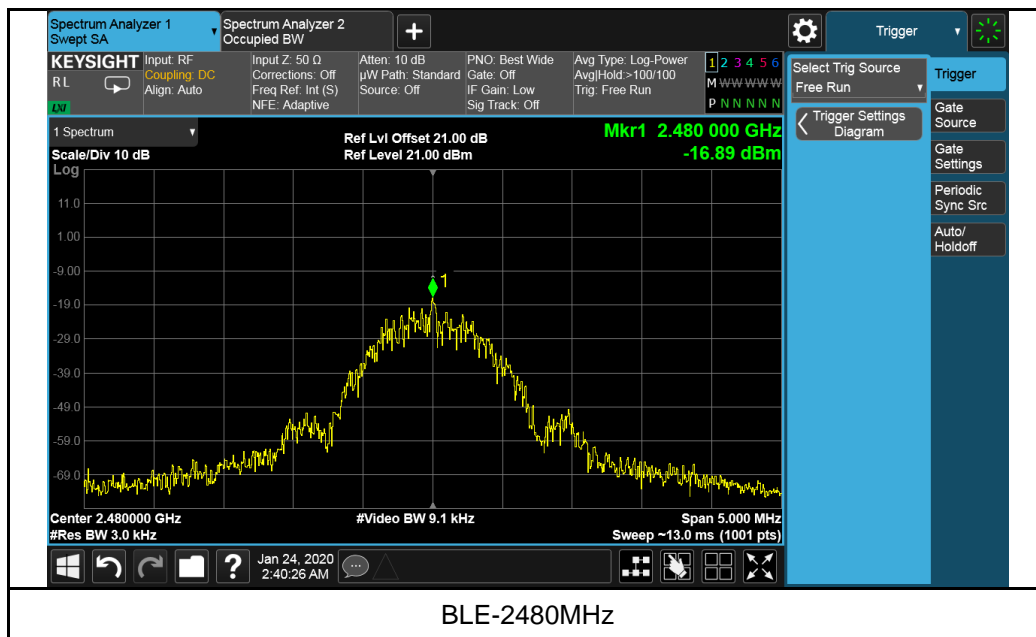 Spectrum Analyzer 1
Swept SA
Spectrum Analyzer 2
Occupied BW
Trigger
KEYSIGHT
R L
LXI
Input: RF
Coupling: DC
Align: Auto
Input Z: 50 Ω
Corrections: Off
Freq Ref: Int (S)
NFE: Adaptive
Atten: 10 dB
µW Path: Standard
Source: Off
PNO: Best Wide
Gate: Off
IF Gain: Low
Sig Track: Off
Avg Type: Log-Power
Avg|Hold:>100/100
Trig: Free Run
1 2 3 4 5 6
M W W W W W
P N N N N N
Select Trig Source
Free Run
Trigger Settings
Diagram
Trigger
Gate
Source
Gate
Settings
Periodic
Sync Src
Auto/
Holdoff
1 Spectrum
Scale/Div 10 dB
Log
Ref Lvl Offset 21.00 dB
Ref Level 21.00 dBm
Mkr1 2.480 000 GHz
-16.89 dBm
11.0
1.00
-9.00
1
-19.0
-29.0
-39.0
-49.0
-59.0
-69.0
Center 2.480000 GHz
#Res BW 3.0 kHz
#Video BW 9.1 kHz
Span 5.000 MHz
Sweep ~13.0 ms (1001 pts)
?
Jan 24, 2020
2:40:26 AM
BLE-2480MHz